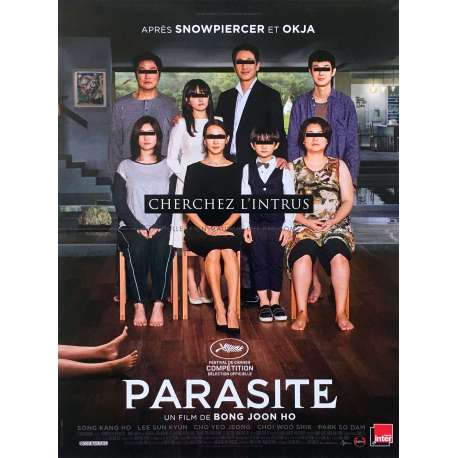 APRÈS SNOWPIERCER ET OKJA
CHERCHEZ L'INTRUS
FESTIVAL DE CANNES
COMPÉTITION
SÉLECTION OFFICIELLE
PARASITE
UN FILM DE BONG JOON HO
SONG KANG HO LEE SUN KYUN CHO YEO JEONG CHOI WOO SHIK PARK SO DAM
inter